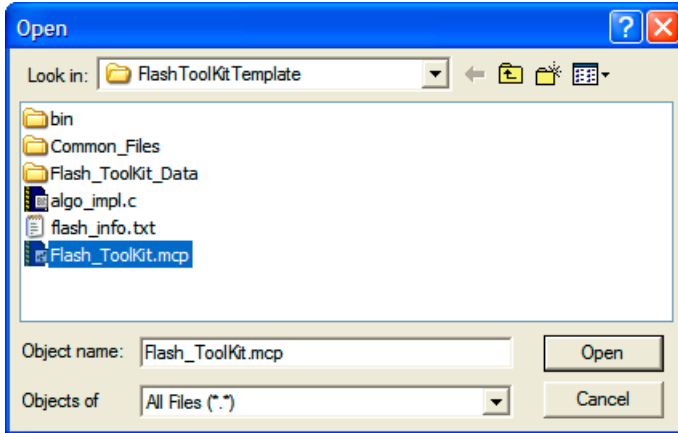 Open
Look in: FlashToolKitTemplate
bin
Common_Files
Flash_ToolKit_Data
algo_impl.c
flash_info.txt
Flash_ToolKit.mcp
Object name: Flash_ToolKit.mcp Open
Objects of All Files (*.*) Cancel